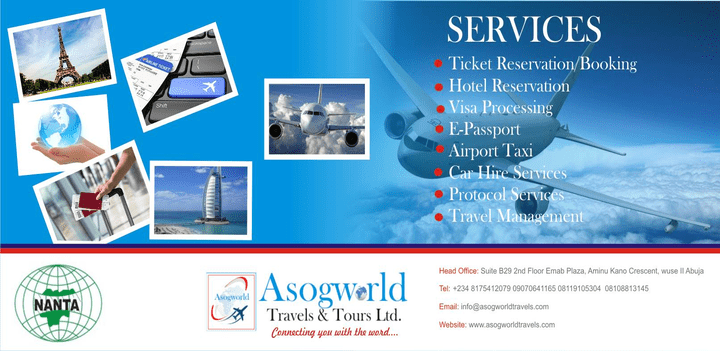 SERVICES
Ticket Reservation/Booking
Hotel Reservation
Visa Processing
E-Passport
Airport Taxi
Car Hire Services
Protocol Services
Travel Management
Shift
NANTA
Asogworld
Asogworld
Travels & Tours Ltd.
Connecting you with the word....
Head Office: Suite B29 2nd Floor Emab Plaza, Aminu Kano Crescent, wuse II Abuja
Tel: +234 8175412079 09070641165 08119105304 08108813145
Email: info@asogworldtravels.com
Website: www.asogworldtravels.com